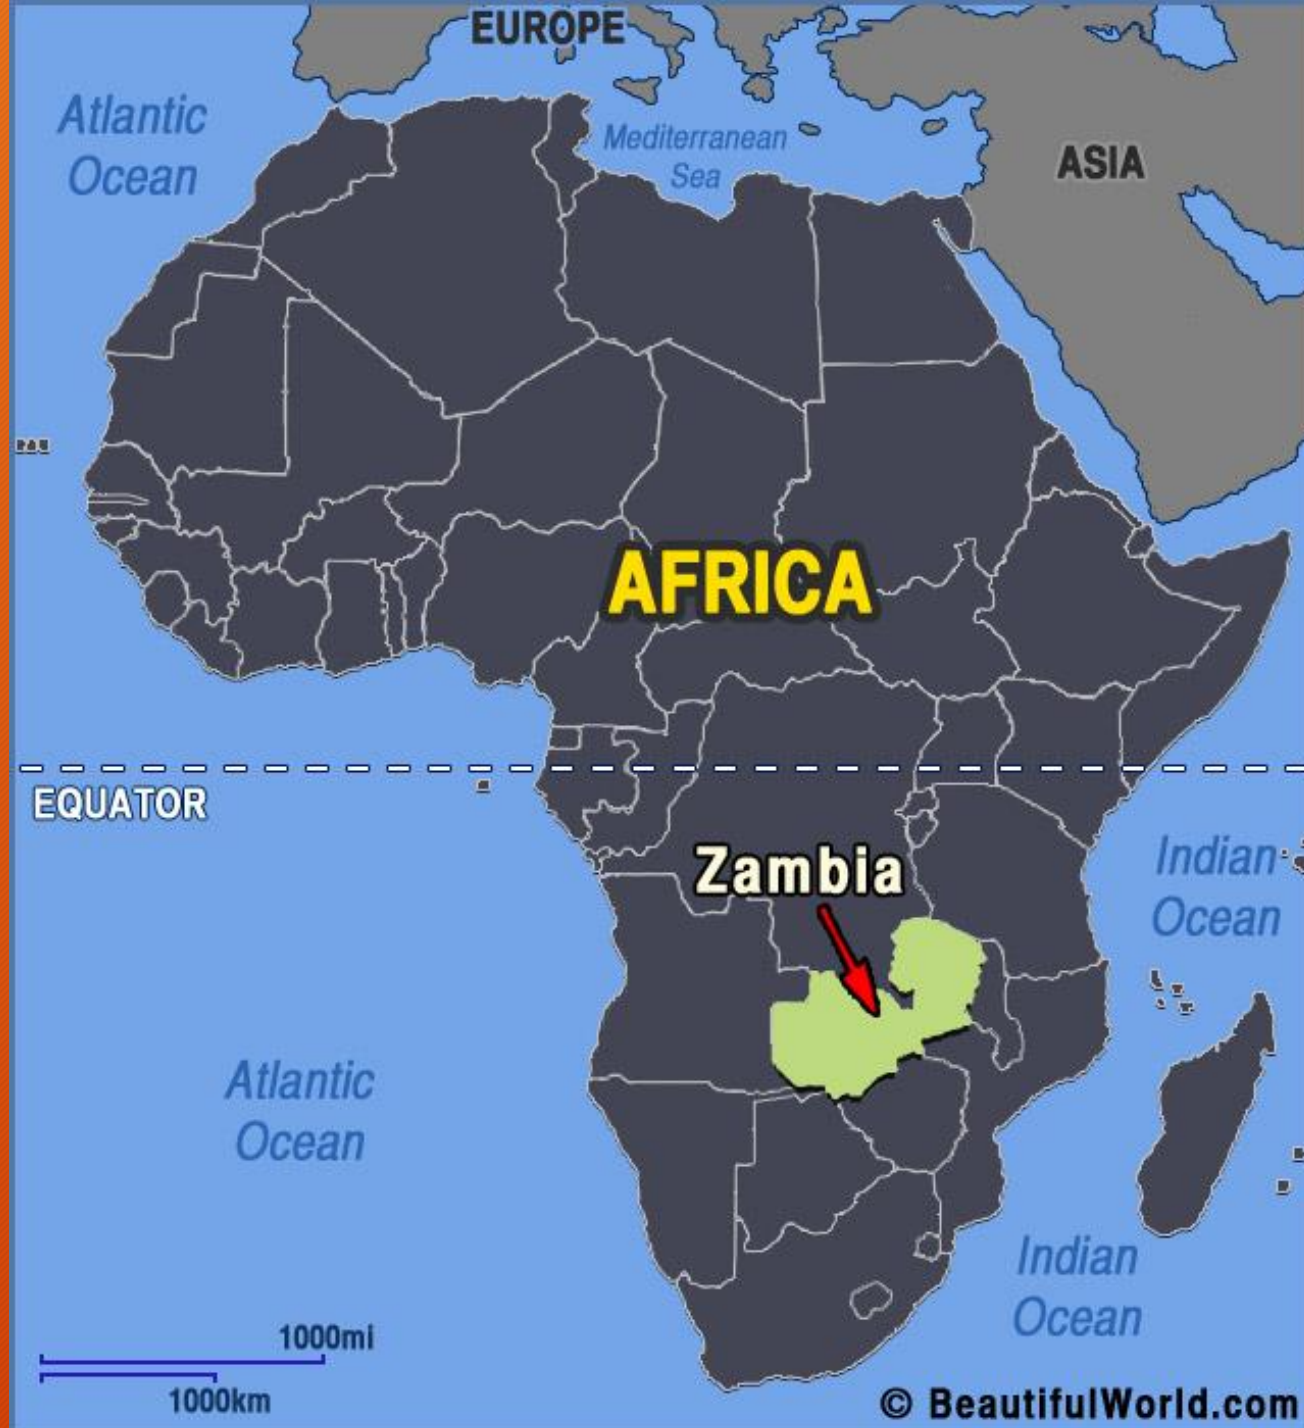 EUROPE
Atlantic
Ocean
Mediterranean
Sea
ASIA
AFRICA
EQUATOR
Zambia
Indian
Ocean
Atlantic
Ocean
Indian
Ocean
1000mi
1000km
© BeautifulWorld.com